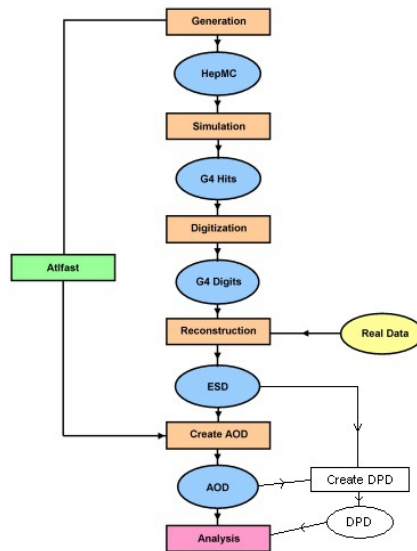 Generation
HepMC
Simulation
G4 Hits
Digitization
Atlfast
G4 Digits
Reconstruction
Real Data
ESD
Create AOD
Create DPD
AOD
DPD
Analysis